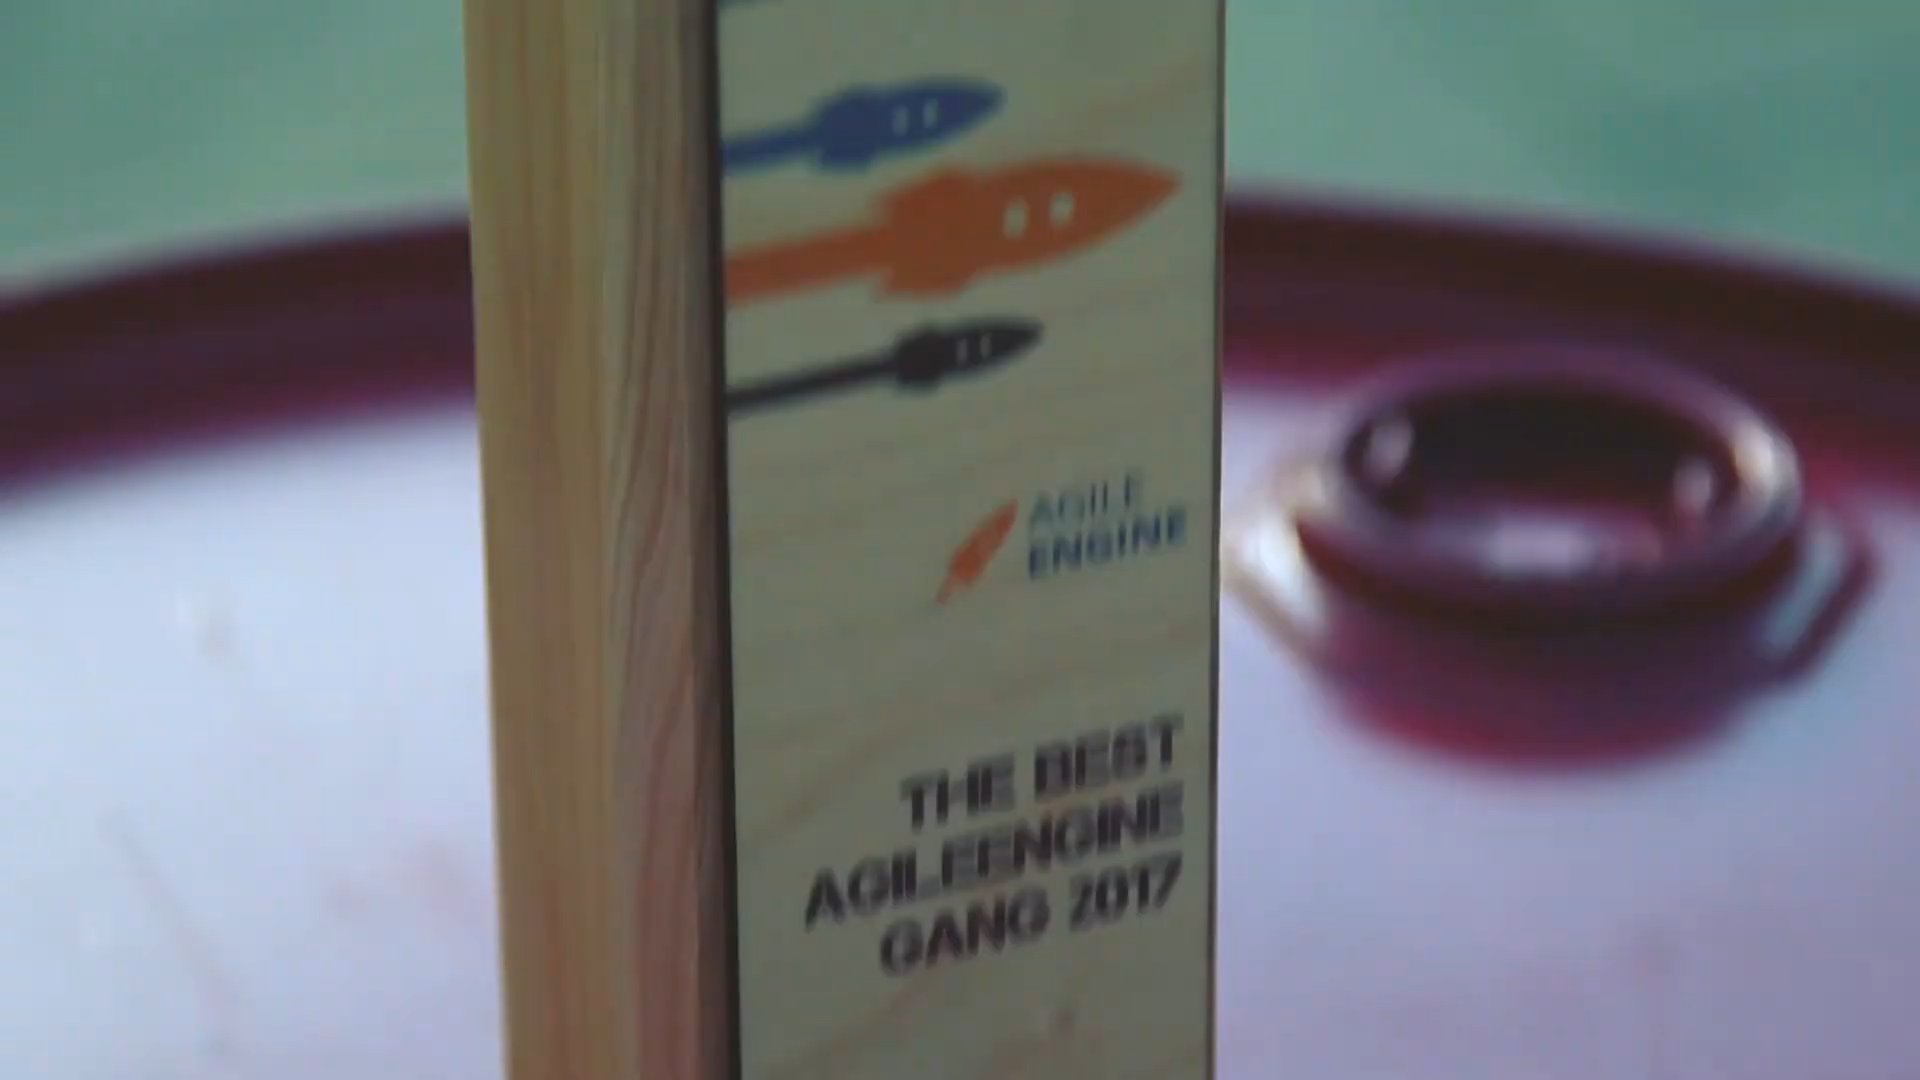 AGILE
ENGINE
THE BEST
AGILEENGINE
GANG 2017